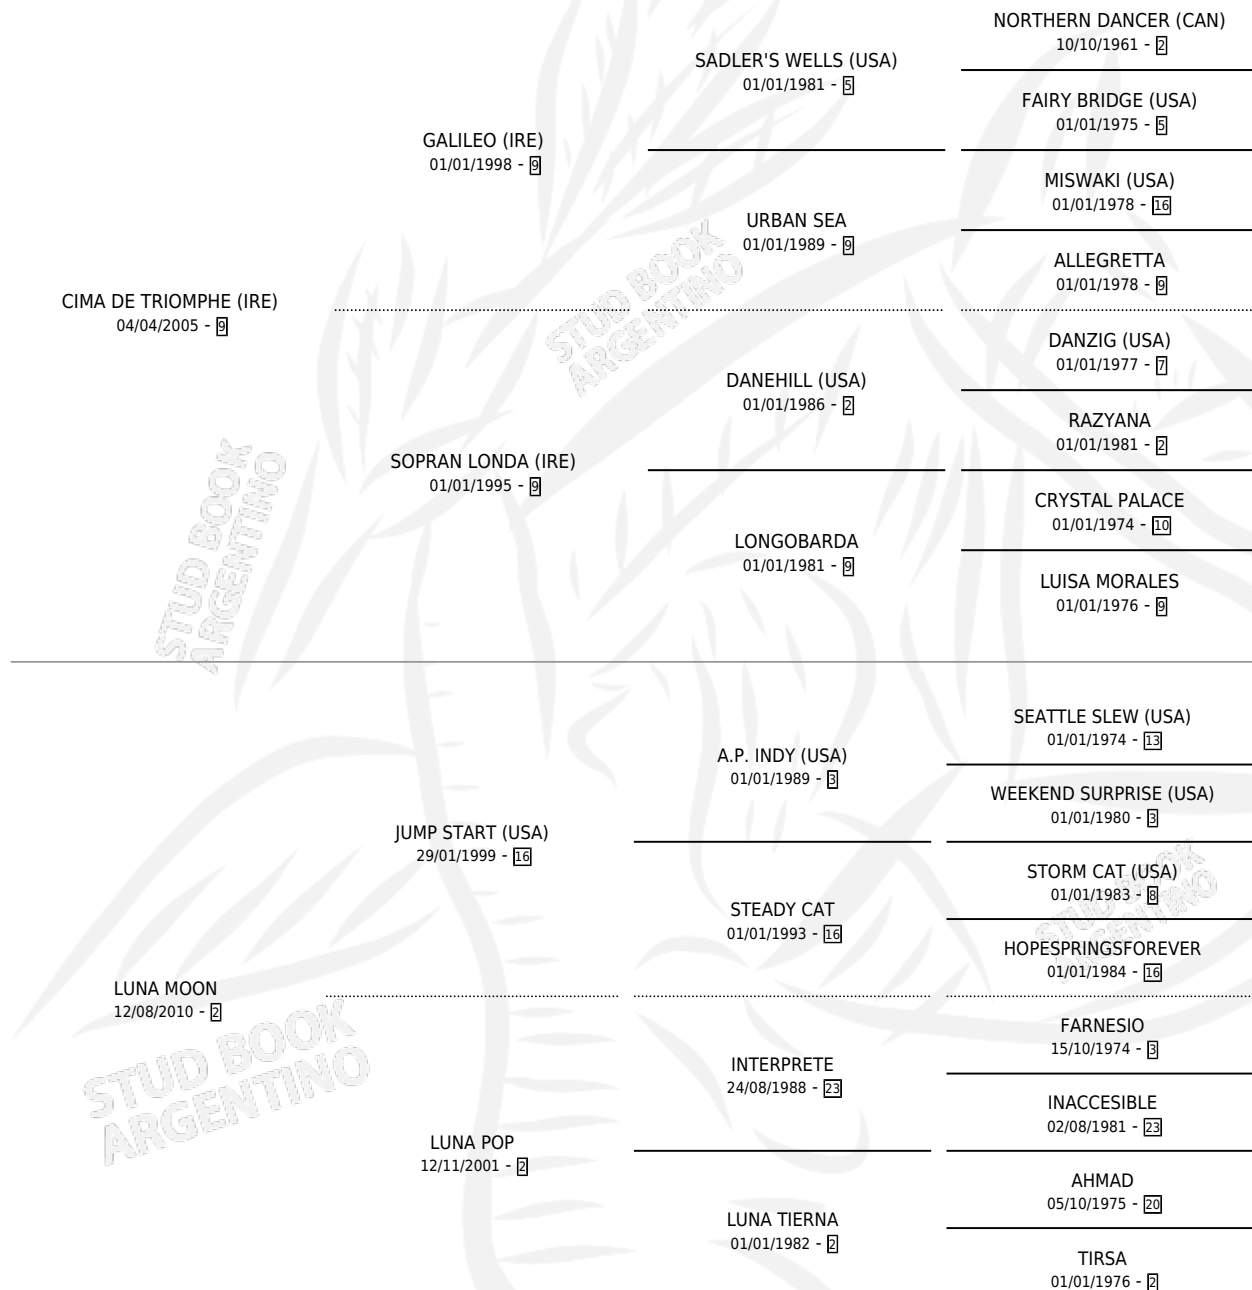 NORTHERN DANCER (CAN)
10/10/1961 - 2
SADLER'S WELLS (USA)
01/01/1981 - 5
FAIRY BRIDGE (USA)
01/01/1975 - 5
GALILEO (IRE)
01/01/1998 - 9
MISWAKI (USA)
01/01/1978 - 16
URBAN SEA
01/01/1989 - 9
ALLEGRETTA
01/01/1978 - 9
CIMA DE TRIOMPHE (IRE)
04/04/2005 - 9
STUD BOOK
ARGENTINO
DANZIG (USA)
01/01/1977 - 7
DANEHILL (USA)
01/01/1986 - 2
RAZYANA
01/01/1981 - 2
SOPRAN LONDA (IRE)
01/01/1995 - 9
CRYSTAL PALACE
01/01/1974 - 10
LONGOBARDA
01/01/1981 - 9
LUISA MORALES
01/01/1976 - 9
STUD BOOK
ARGENTINO
SEATTLE SLEW (USA)
01/01/1974 - 13
A.P. INDY (USA)
01/01/1989 - 3
WEEKEND SURPRISE (USA)
01/01/1980 - 3
JUMP START (USA)
29/01/1999 - 16
STORM CAT (USA)
01/01/1983 - 8
STEADY CAT
01/01/1993 - 16
HOPESPRINGSFOREVER
01/01/1984 - 16
STUD BOOK
ARGENTINO
LUNA MOON
12/08/2010 - 2
FARNESIO
15/10/1974 - 3
INTERPRETE
24/08/1988 - 23
INACCESIBLE
02/08/1981 - 23
STUD BOOK
ARGENTINO
LUNA POP
12/11/2001 - 2
AHMAD
05/10/1975 - 20
LUNA TIERNA
01/01/1982 - 2
TIRSA
01/01/1976 - 2